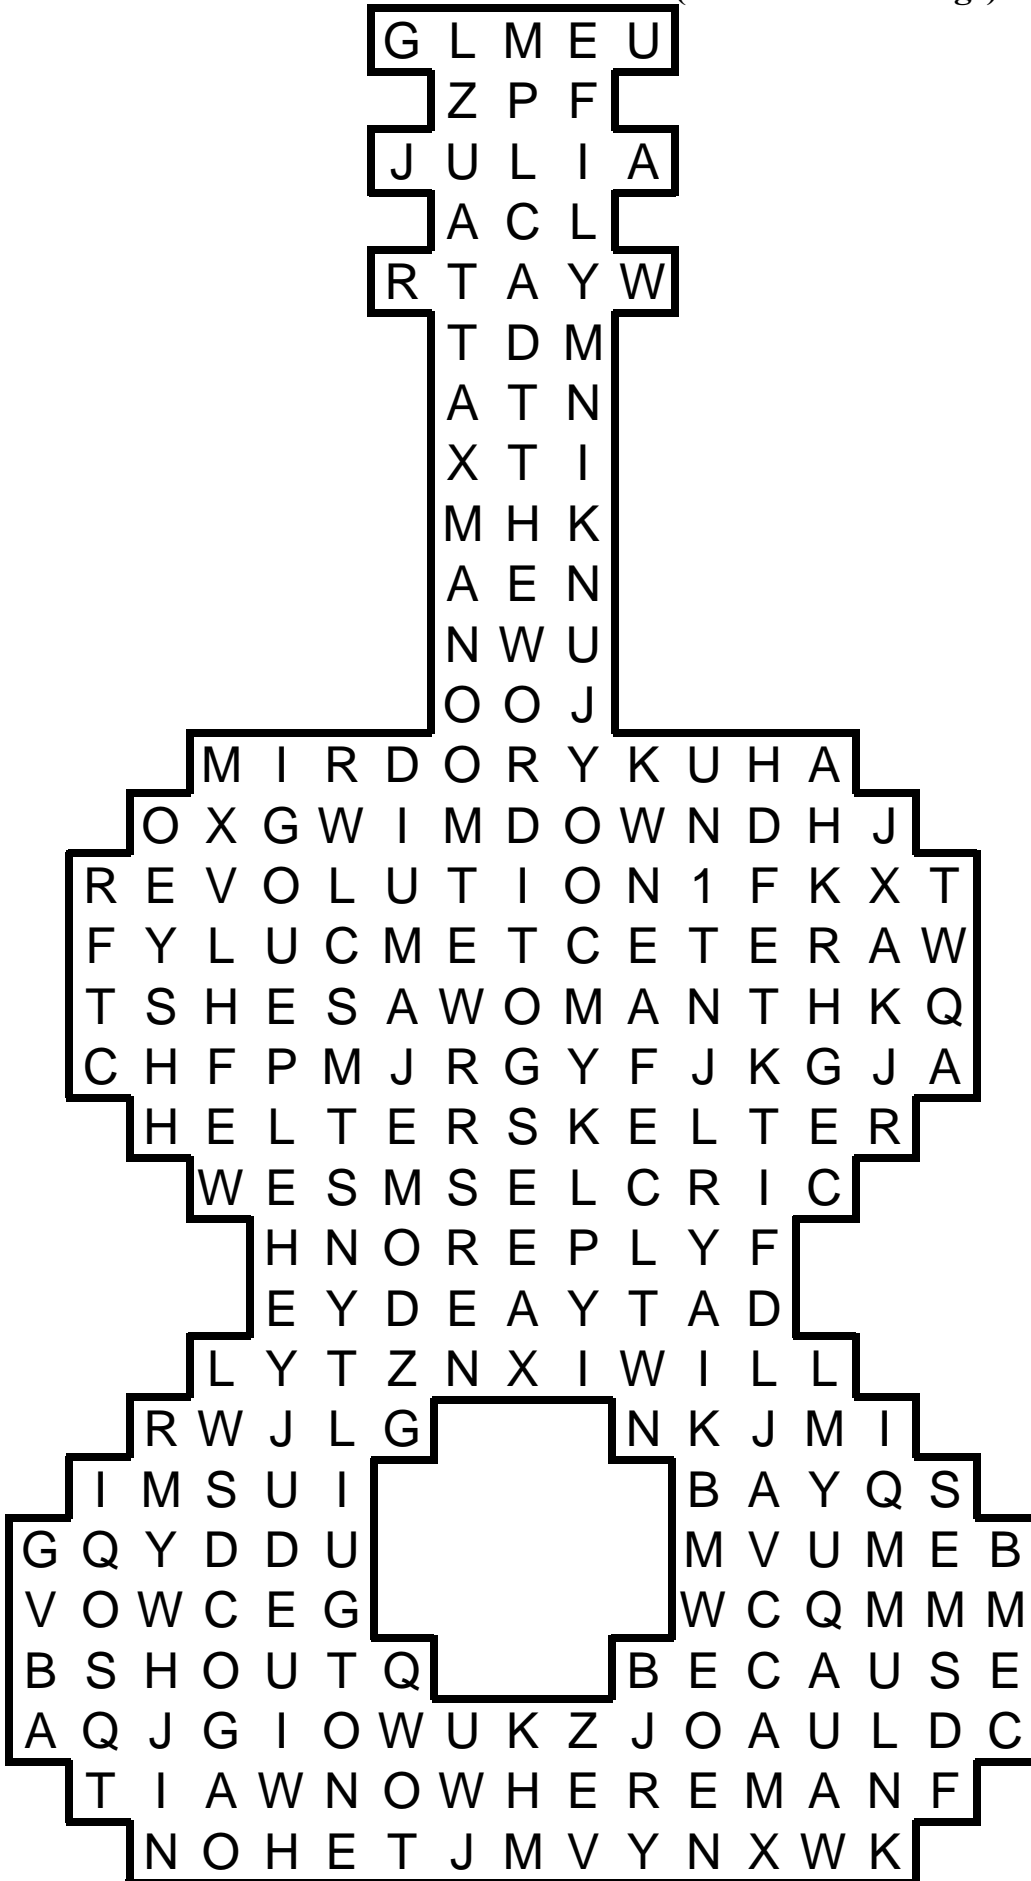 G L M E U
Z P F
J U L I A
A C L
R T A Y W
T D M
A T N
X T I
M H K
A E N
N W U
O O J
M I R D O R Y K U H A
O X G W I M D O W N D H J
R E V O L U T I O N 1 F K X T
F Y L U C M E T C E T E R A W
T S H E S A W O M A N T H K Q
C H F P M J R G Y F J K G J A
H E L T E R S K E L T E R
W E S M S E L C R I C
H N O R E P L Y F
E Y D E A Y T A D
L Y T Z N X I W I L L
R W J L G N K J M I
I M S U I B A Y Q S
G Q Y D D U M V U M E B
V O W C E G W C Q M M M
B S H O U T Q B E C A U S E
A Q J G I O W U K Z J O A U L D C
T I A W N O W H E R E M A N F
N O H E T J M V Y N X W K